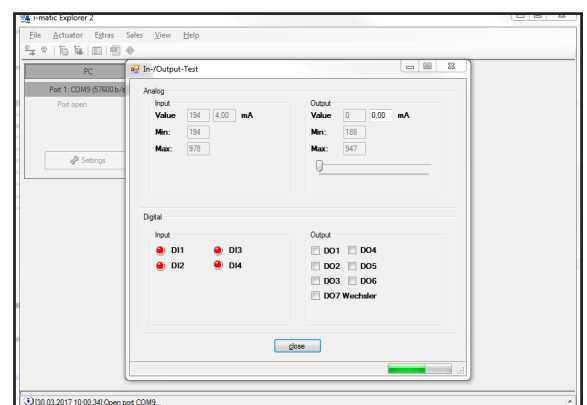 i-matic Explorer 2
File Actuator Extras Sales View Help
PC
Port 1: COM9 (57600 b/s
Port open
Settings
In-/Output-Test
Analog
Input
Value 194 4,00 mA
Min: 194
Max: 978
Output
Value 0 0,00 mA
Min: 188
Max: 947
Digital
Input
DI1 DI3
DI2 DI4
Output
DO1 DO4
DO2 DO5
DO3 DO6
DO7 Wechsler
close
[30.03.2017 10:00:34] Open port COM9...